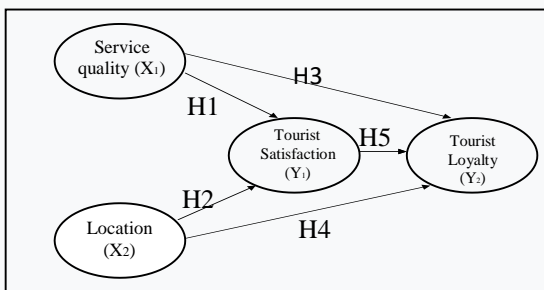 Service
quality (X₁)
H3
H1
Tourist
Satisfaction
(Y₁)
H5
Tourist
Loyalty
(Y₂)
H2
Location
(X₂)
H4